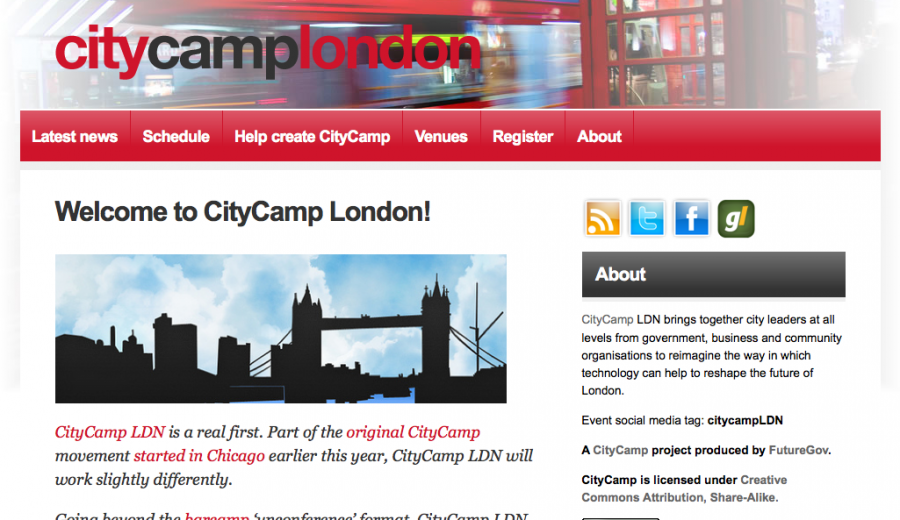 citycamplondon
Latest news Schedule Help create CityCamp Venues Register About
Welcome to CityCamp London!
CityCamp LDN is a real first. Part of the original CityCamp
movement started in Chicago earlier this year, CityCamp LDN will
work slightly differently.
Going beyond the barcamp ‘unconference’ format, CityCamp LDN
gl
About
CityCamp LDN brings together city leaders at all
levels from government, business and community
organisations to reimagine the way in which
technology can help to reshape the future of
London.
Event social media tag: citycampLDN
A CityCamp project produced by FutureGov.
CityCamp is licensed under Creative
Commons Attribution, Share-Alike.